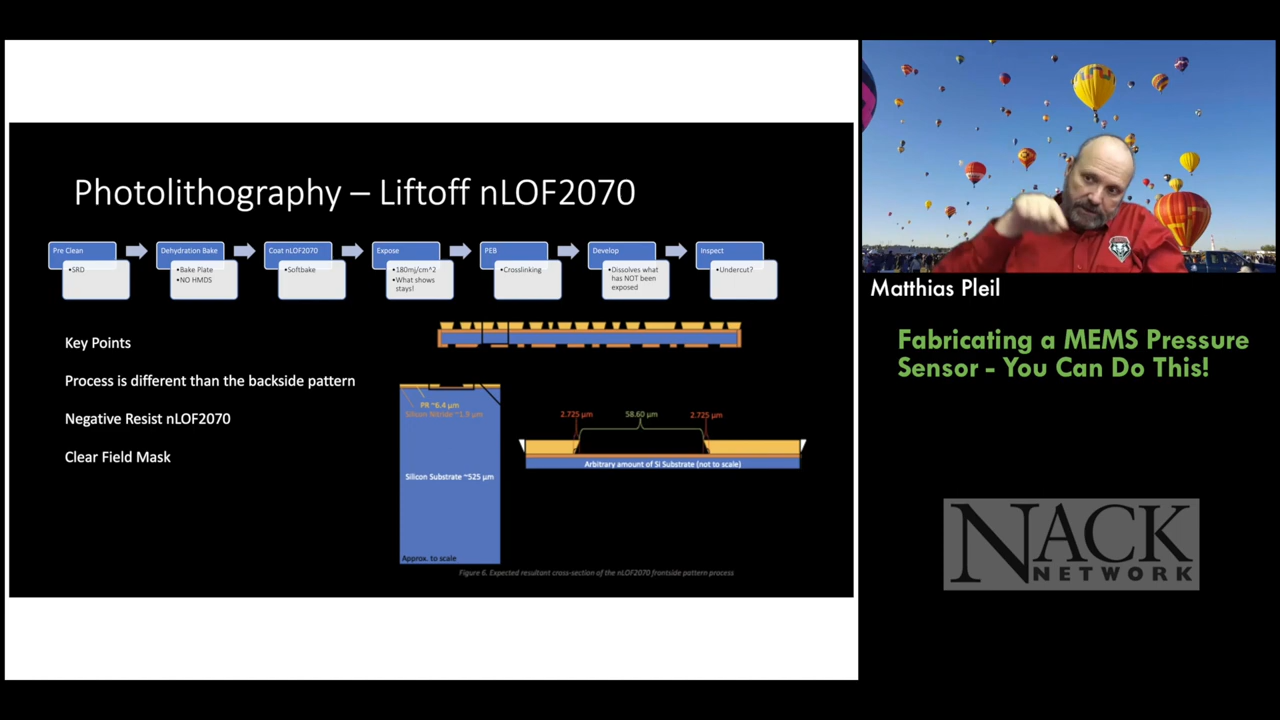 Photolithography – Liftoff nLOF2070
Pre Clean
•SRD
Dehydration Bake
•Bake Plate
•NO HMDS
Coat nLOF2070
•Softbake
Expose
•180mj/cm^2
•What shows
stays!
PEB
•Crosslinking
Develop
•Dissolves what
has NOT been
exposed
Inspect
•Undercut?
Key Points
Process is different than the backside pattern
Negative Resist nLOF2070
Clear Field Mask
PR ~6.4 µm
Silicon Nitride ~1.9 µm
Silicon Substrate ~525 µm
Approx. to scale
2.725 µm
58.60 µm
2.725 µm
Arbitrary amount of Si Substrate (not to scale)
Figure 6. Expected resultant cross-section of the nLOF2070 frontside pattern process
Matthias Pleil
Fabricating a MEMS Pressure
Sensor - You Can Do This!
NACK
NETWORK